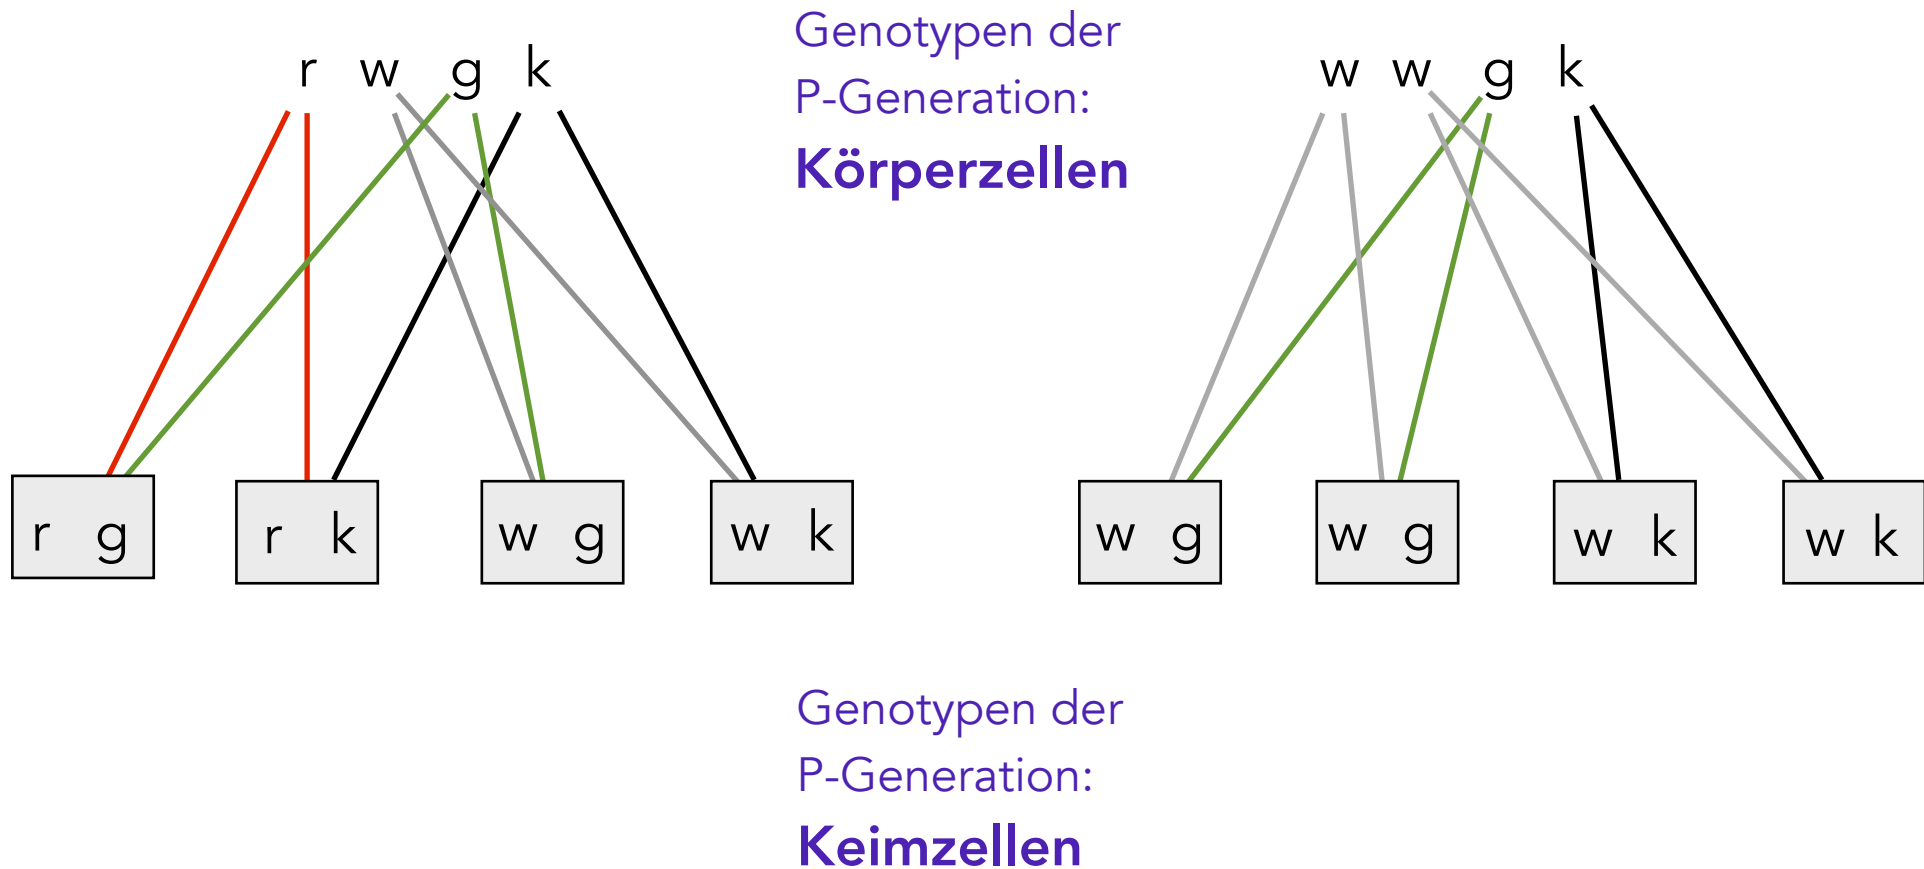 Genotypen der
P-Generation:
Körperzellen
r w g k
w w g k
r g
r k
w g
w k
w g
w g
w k
w k
Genotypen der
P-Generation:
Keimzellen